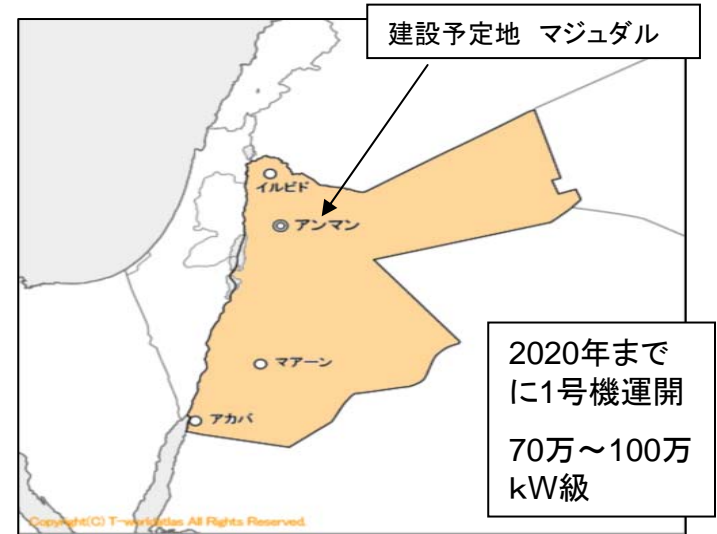 建設予定地 マジュダル
イルビド
アンマン
マアーン
アカバ
2020年まで
に1号機運開
70万～100万
kW級
Copyright(C) T-worldatlas All Rights Reserved.